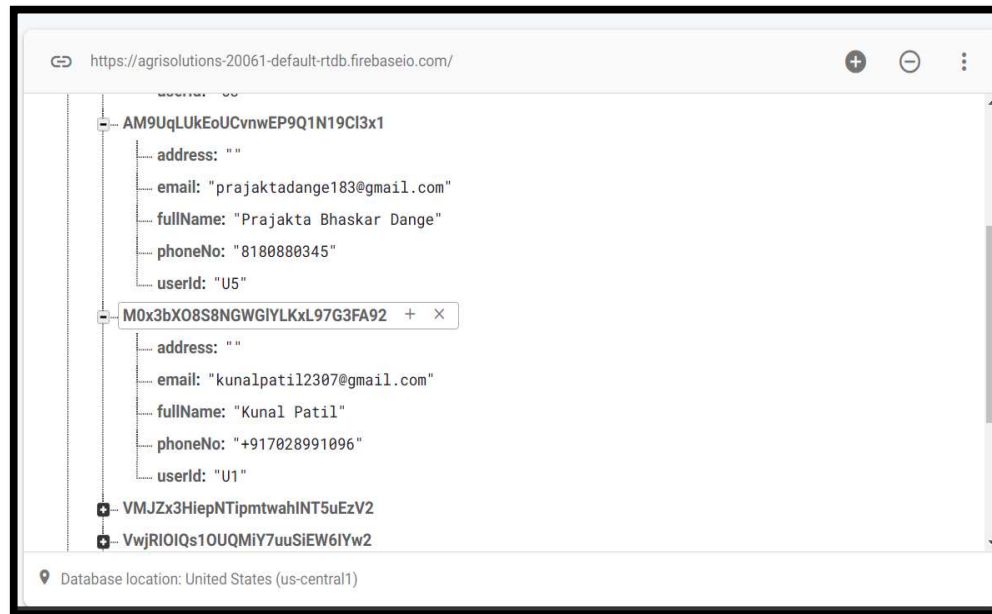 https://agrisolutions-20061-default-rtdb.firebaseio.com/
AM9UqLUkEoUCvnwEP9Q1N19Cl3x1
address: ""
email: "prajaktadange183@gmail.com"
fullName: "Prajakta Bhaskar Dange"
phoneNo: "8180880345"
userId: "U5"
M0x3bXO8S8NGWGlYLKxL97G3FA92 + ×
address: ""
email: "kunalpatil2307@gmail.com"
fullName: "Kunal Patil"
phoneNo: "+917028991096"
userId: "U1"
VMJZx3HiepNTipmtwahINT5uEzV2
VwjRIOIQs1OUQMiY7uuSiEW6IYw2
Database location: United States (us-central1)